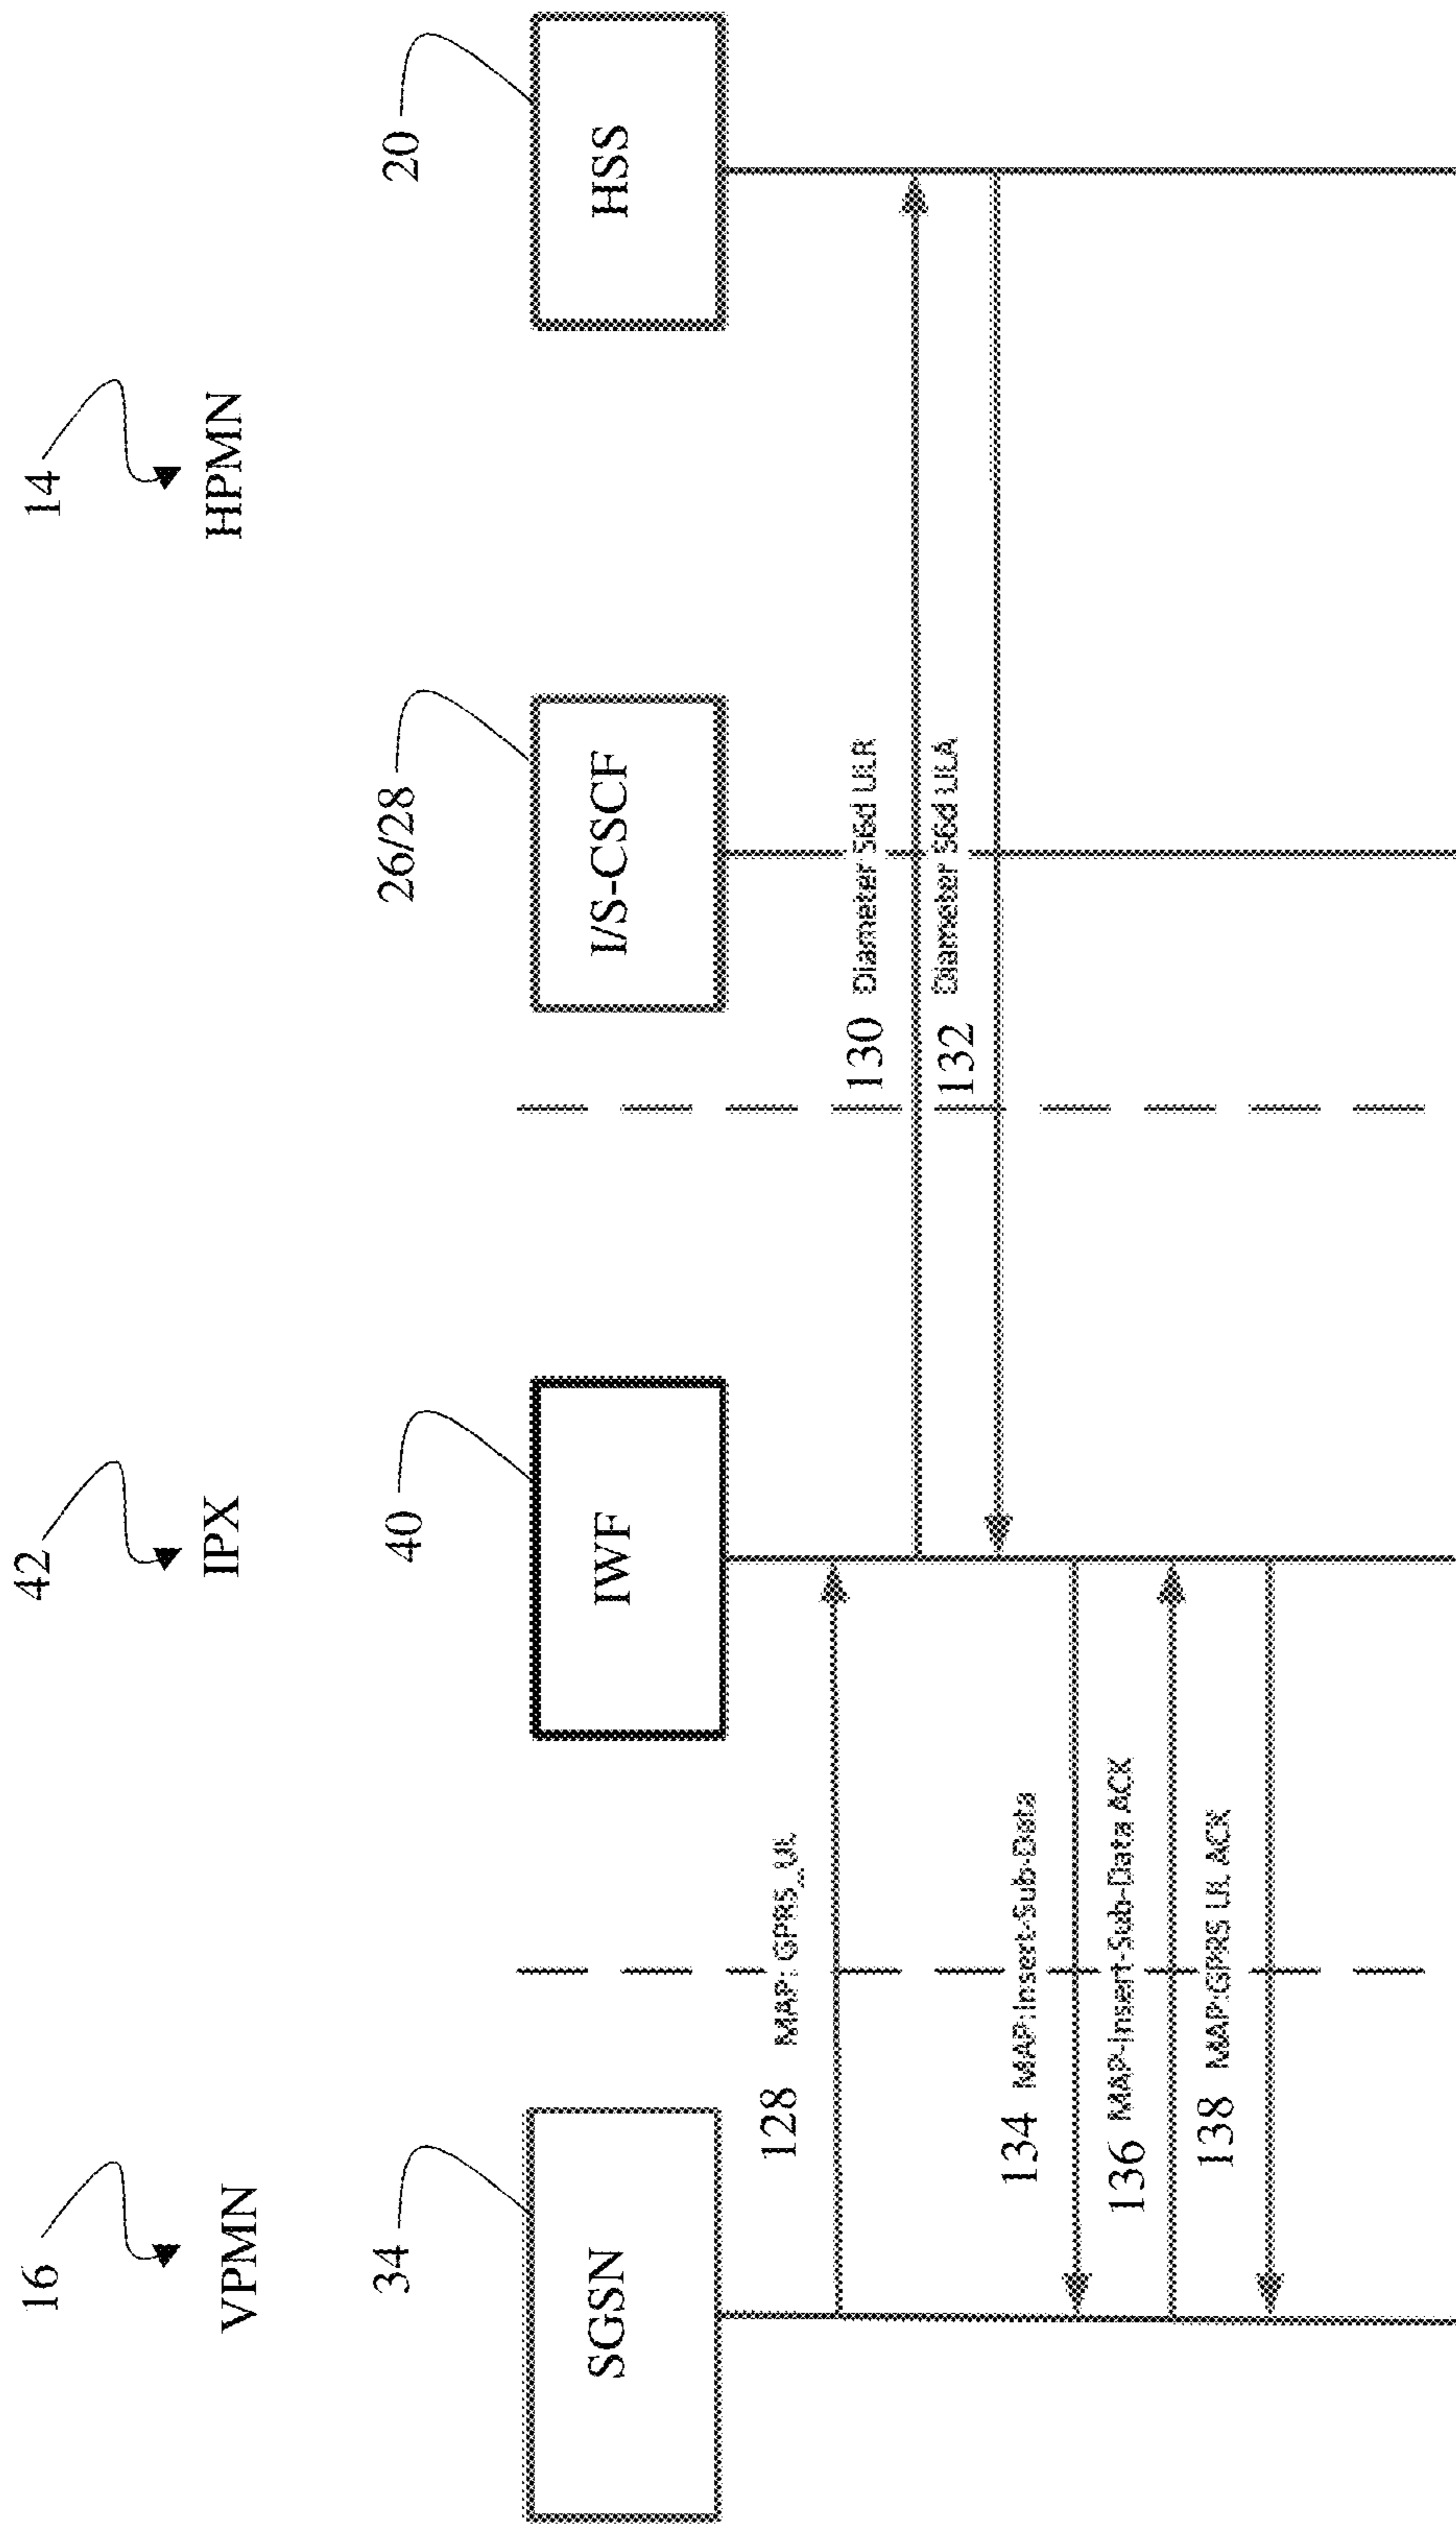 16
42
14
VPMN
IPX
HPMN
34
40
26/28
20
SGSN
IWF
I/S-CSCF
HSS
128 MAP: GPRS_UL
130 Diameter S6d ULR
132 Diameter S6d ULA
134 MAP:Insert-Sub-Data
136 MAP-Insert-Sub-Data ACK
138 MAP:GPRS UL ACK